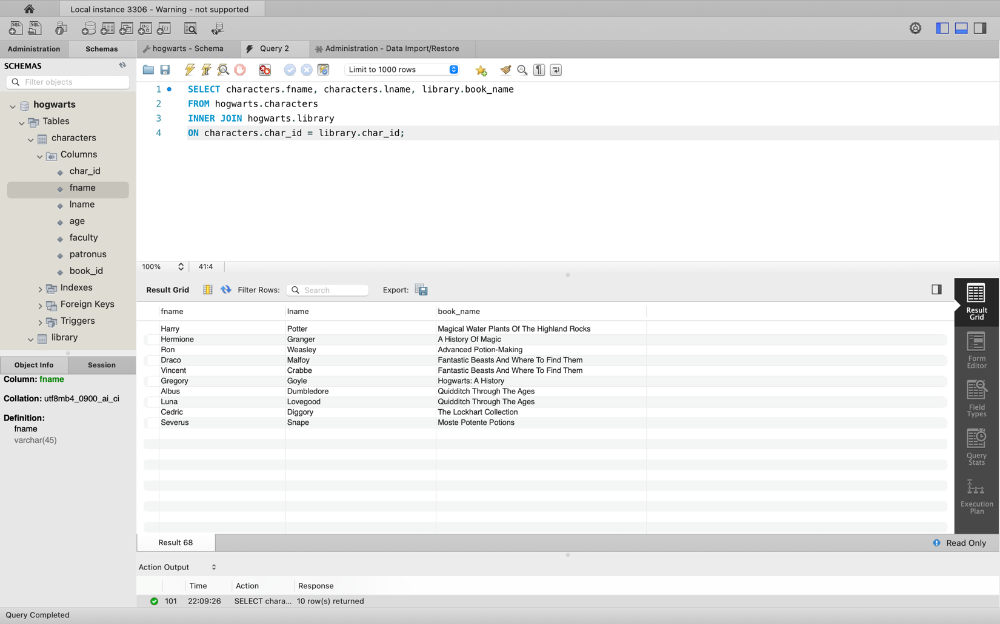 Local instance 3306 - Warning - not supported
Administration
Schemas
hogwarts - Schema
Query 2
Administration - Data Import/Restore
SCHEMAS
Filter objects
Limit to 1000 rows
hogwarts
Tables
characters
Columns
char_id
fname
lname
age
faculty
patronus
book_id
Indexes
Foreign Keys
Triggers
library
1 SELECT characters.fname, characters.lname, library.book_name
2 FROM hogwarts.characters
3 INNER JOIN hogwarts.library
4 ON characters.char_id = library.char_id;
100% 41:4
Result Grid Filter Rows: Search Export:
fname lname book_name
Harry Potter Magical Water Plants Of The Highland Rocks
Hermione Granger A History Of Magic
Ron Weasley Advanced Potion-Making
Draco Malfoy Fantastic Beasts And Where To Find Them
Vincent Crabbe Fantastic Beasts And Where To Find Them
Gregory Goyle Hogwarts: A History
Albus Dumbledore Quidditch Through The Ages
Luna Lovegood Quidditch Through The Ages
Cedric Diggory The Lockhart Collection
Severus Snape Moste Potente Potions
Result
Grid
Form
Editor
Field
Types
Query
Stats
Execution
Plan
Object Info Session
Column: fname
Collation: utf8mb4_0900_ai_ci
Definition:
fname
varchar(45)
Result 68
Read Only
Action Output
Time Action Response
101 22:09:26 SELECT chara... 10 row(s) returned
Query Completed